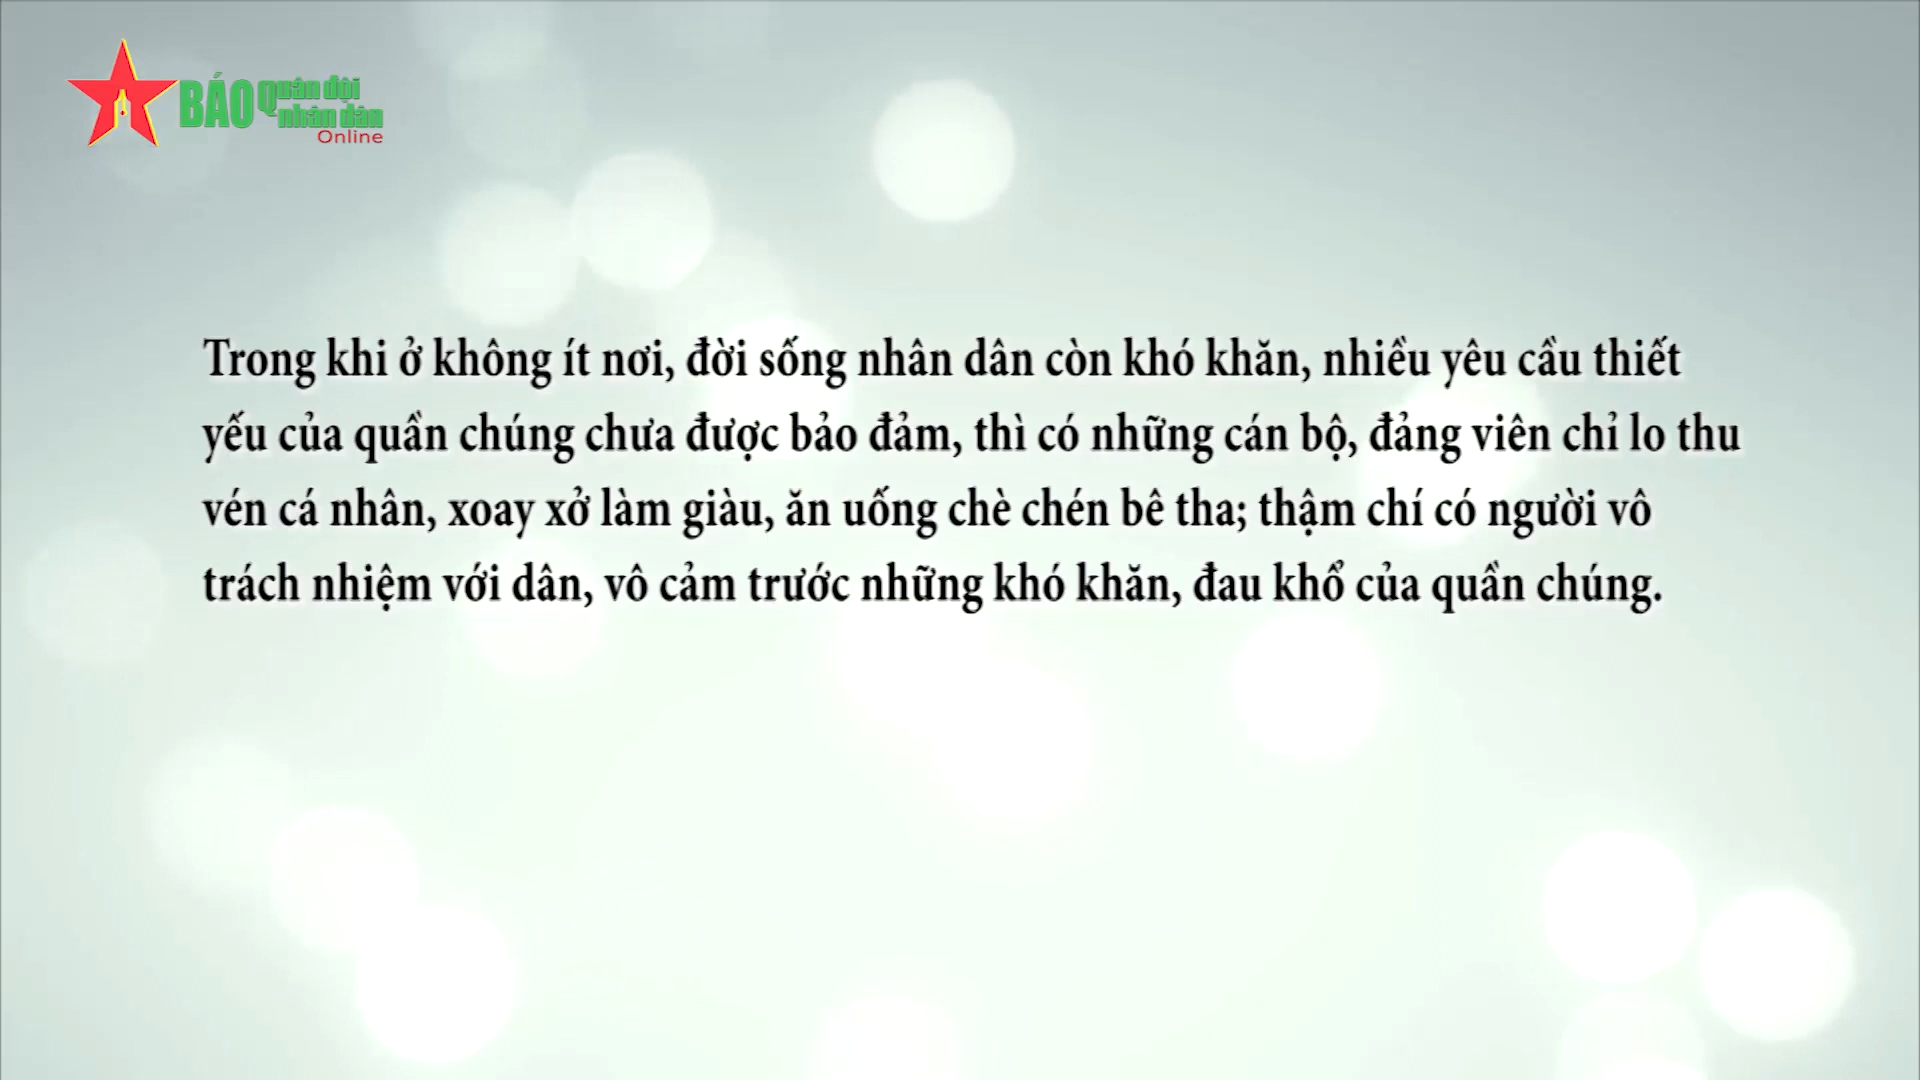 BÁO Quân đội
nhân dân
Online
Trong khi ở không ít nơi, đời sống nhân dân còn khó khăn, nhiều yêu cầu thiết
yếu của quần chúng chưa được bảo đảm, thì có những cán bộ, đảng viên chỉ lo thu
vén cá nhân, xoay xở làm giàu, ăn uống chè chén bê tha; thậm chí có người vô
trách nhiệm với dân, vô cảm trước những khó khăn, đau khổ của quần chúng.